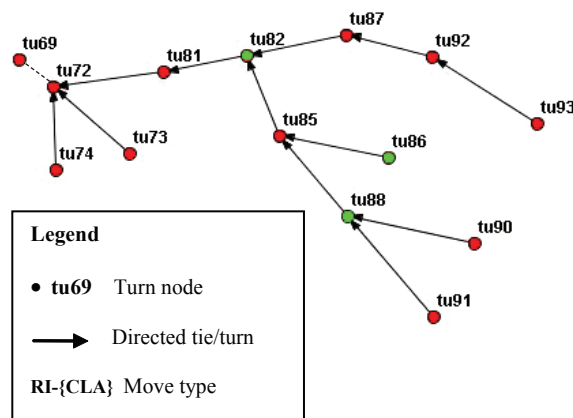 tu69
tu72
tu81
tu82
tu87
tu92
tu93
tu74
tu73
tu85
tu86
tu88
tu90
tu91
Legend
• tu69 Turn node
Directed tie/turn
RI-{CLA} Move type